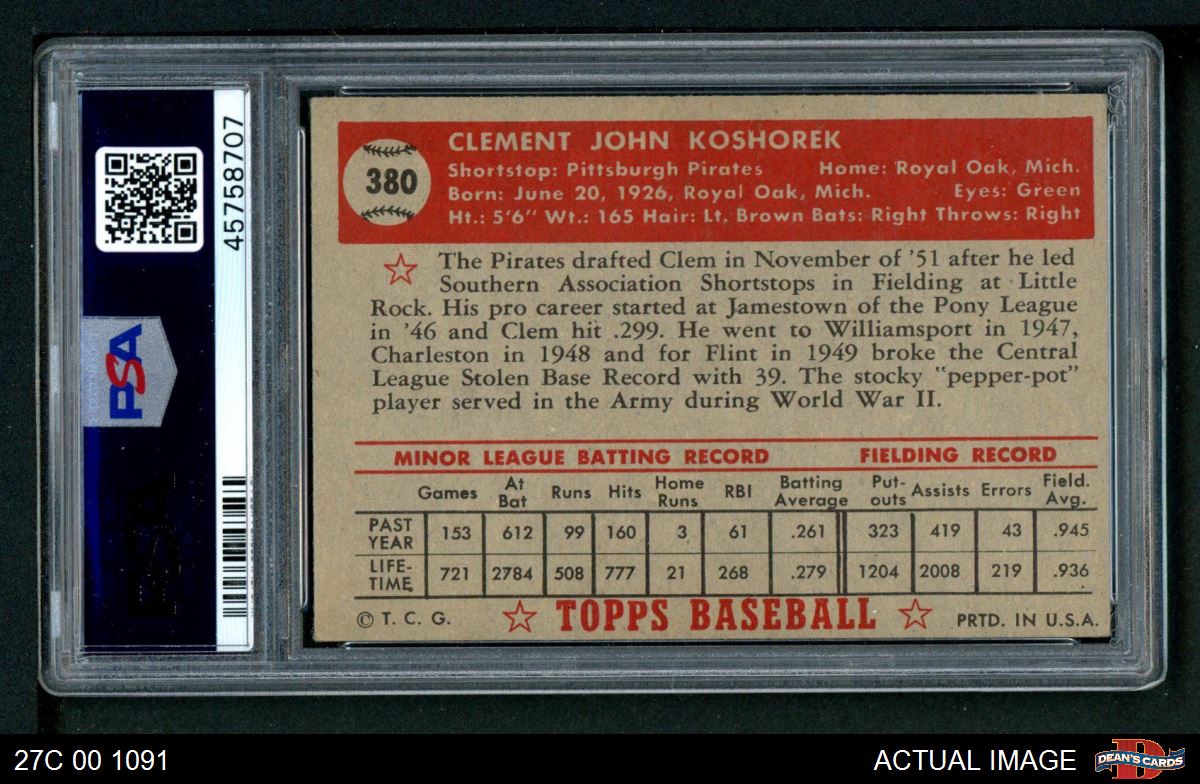 45758707
PSA
380
CLEMENT JOHN KOSHOREK
Shortstop: Pittsburgh Pirates Home: Royal Oak, Mich.
Born: June 20, 1926, Royal Oak, Mich. Eyes: Green
Ht.: 5'6" Wt.: 165 Hair: Lt. Brown Bats: Right Throws: Right
The Pirates drafted Clem in November of '51 after he led
Southern Association Shortstops in Fielding at Little
Rock. His pro career started at Jamestown of the Pony League
in '46 and Clem hit .299. He went to Williamsport in 1947,
Charleston in 1948 and for Flint in 1949 broke the Central
League Stolen Base Record with 39. The stocky "pepper-pot"
player served in the Army during World War II.
MINOR LEAGUE BATTING RECORD FIELDING RECORD
Games At Bat Runs Hits Home Runs RBI Batting Average Put-outs Assists Errors Field. Avg.
PAST YEAR 153 612 99 160 3 61 .261 323 419 43 .945
LIFE-TIME 721 2784 508 777 21 268 .279 1204 2008 219 .936
© T. C. G. TOPPS BASEBALL PRTD. IN U.S.A.
27C 00 1091 ACTUAL IMAGE DEAN'S CARDS